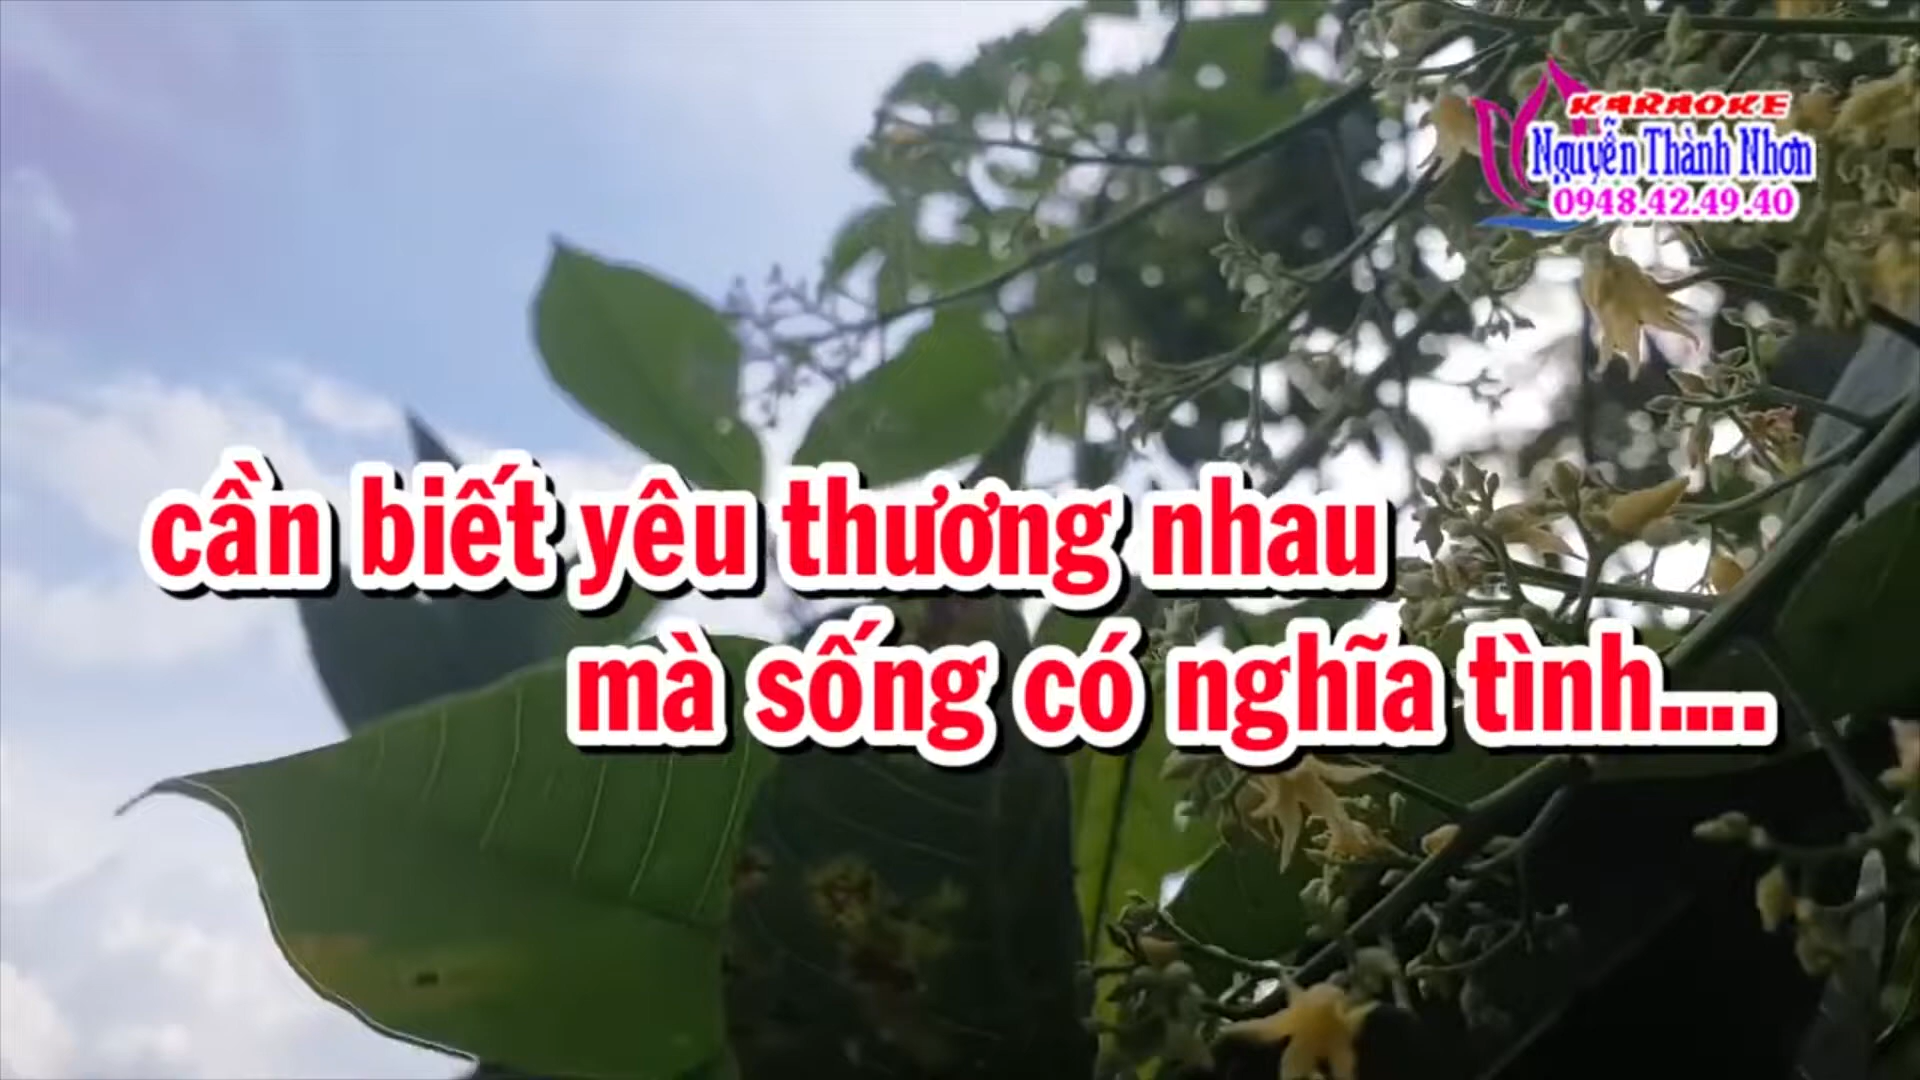 KARAOKE
Nguyễn Thành Nhơn
0948.42.49.40
cần biết yêu thương nhau
mà sống có nghĩa tình....